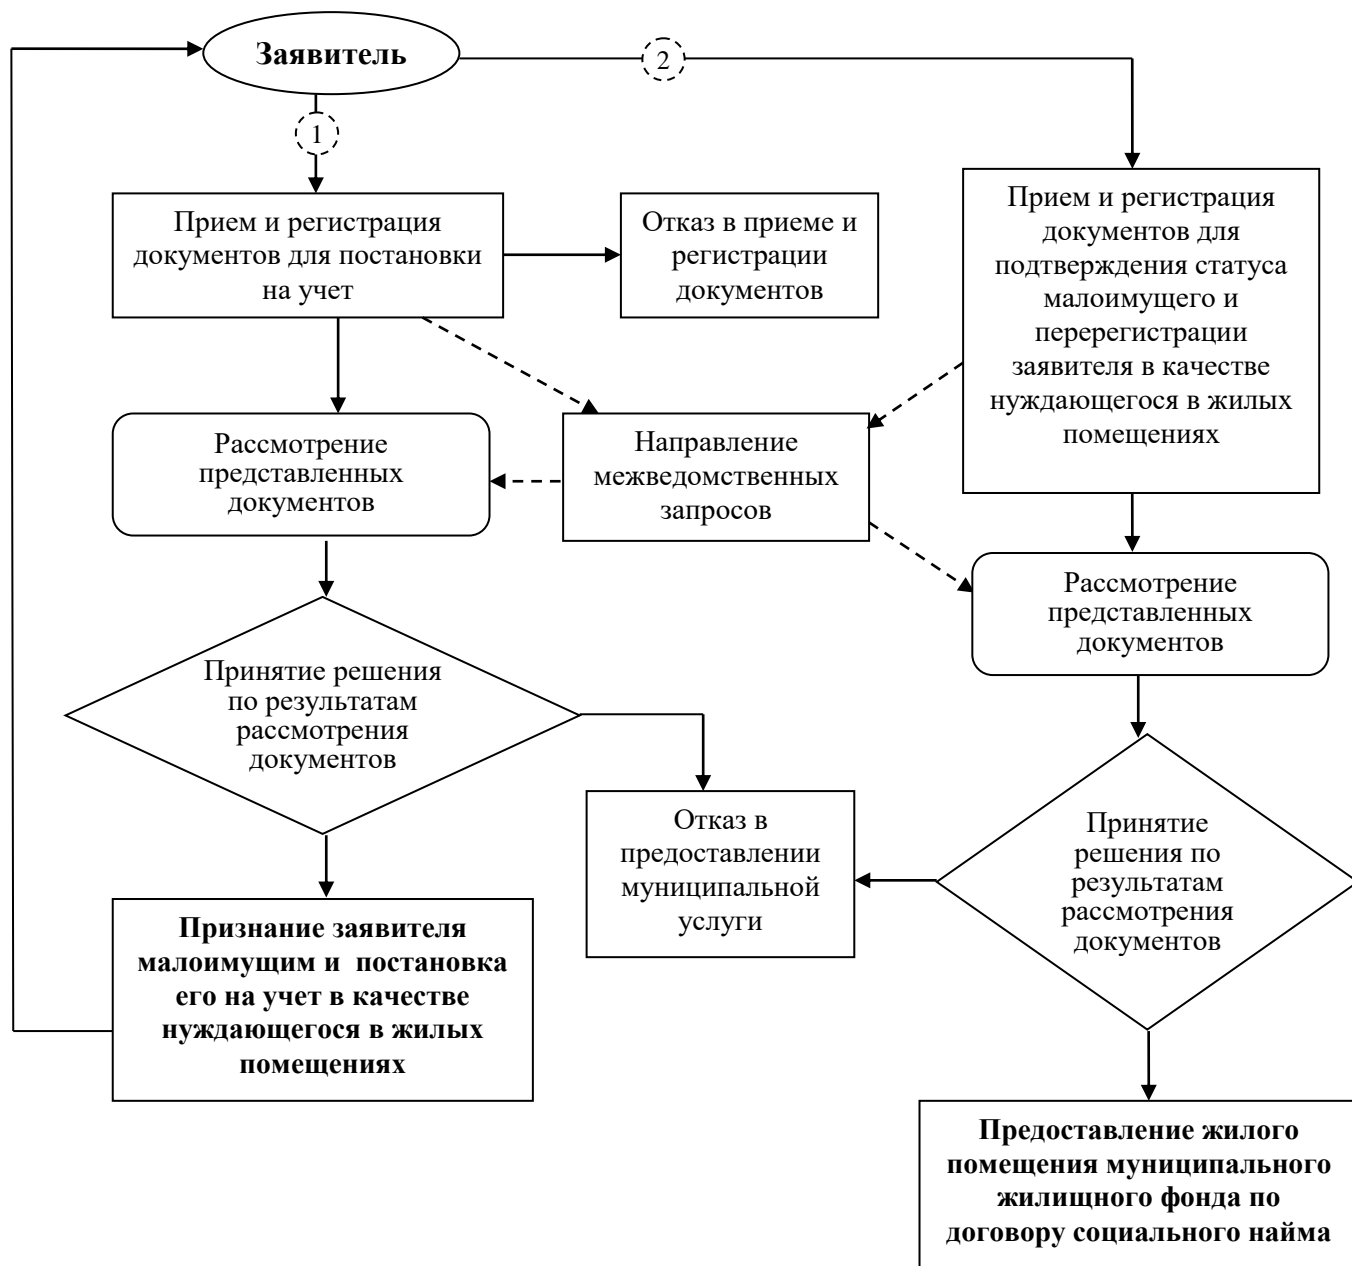 Заявитель
2
1
Прием и регистрация
документов для постановки
на учет
Отказ в приеме и
регистрации
документов
Прием и регистрация
документов для
подтверждения статуса
малоимущего и
перерегистрации
заявителя в качестве
нуждающегося в жилых
помещениях
Рассмотрение
представленных
документов
Направление
межведомственных
запросов
Рассмотрение
представленных
документов
Принятие решения
по результатам
рассмотрения
документов
Отказ в
предоставлении
муниципальной
услуги
Принятие
решения по
результатам
рассмотрения
документов
Признание заявителя
малоимущим и  постановка
его на учет в качестве
нуждающегося в жилых
помещениях
Предоставление жилого
помещения муниципального
жилищного фонда по
договору социального найма